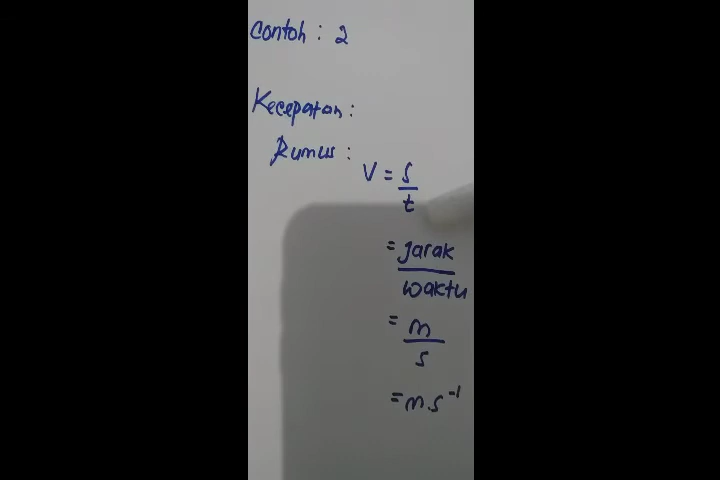 Contoh : 2
Kecepatan :
Rumus :
V = s
t
= Jarak
waktu
= m
s
= m.s⁻¹